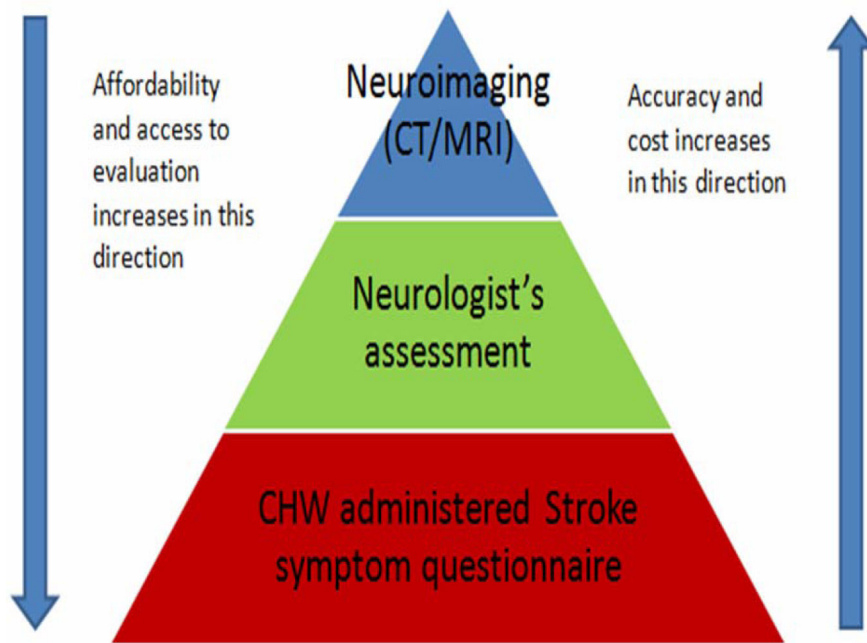 Affordability
and access to
evaluation
increases in this
direction
Neuroimaging
(CT/MRI)
Accuracy and
cost increases
in this direction
Neurologist's
assessment
CHW administered Stroke
symptom questionnaire